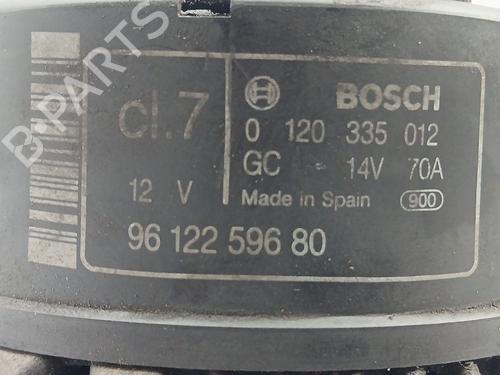 cl.7
BOSCH
0 120 335 012
GC - 14V 70A
12 V
Made in Spain 900
96 122 596 80
B-PARTS